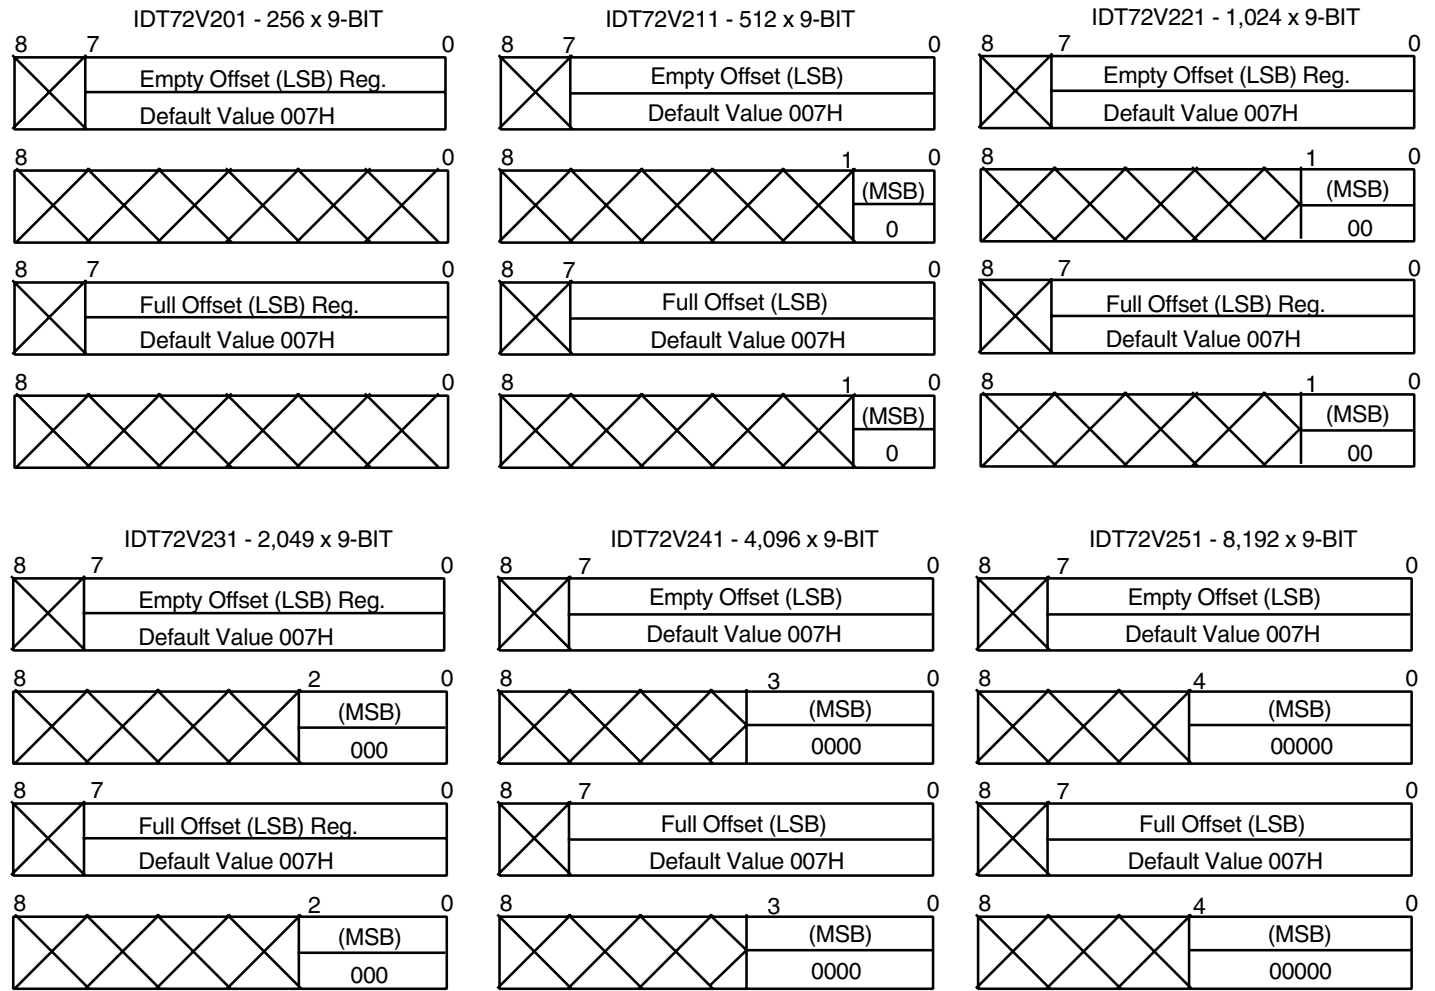 IDT72V201 - 256 x 9-BIT
8 7 0
Empty Offset (LSB) Reg.
Default Value 007H
8 0
8 7 0
Full Offset (LSB) Reg.
Default Value 007H
8 0
IDT72V211 - 512 x 9-BIT
8 7 0
Empty Offset (LSB)
Default Value 007H
8 1 0
(MSB)
0
8 7 0
Full Offset (LSB)
Default Value 007H
8 1 0
(MSB)
0
IDT72V221 - 1,024 x 9-BIT
8 7 0
Empty Offset (LSB) Reg.
Default Value 007H
8 1 0
(MSB)
00
8 7 0
Full Offset (LSB) Reg.
Default Value 007H
8 1 0
(MSB)
00
IDT72V231 - 2,049 x 9-BIT
8 7 0
Empty Offset (LSB) Reg.
Default Value 007H
8 2 0
(MSB)
000
8 7 0
Full Offset (LSB) Reg.
Default Value 007H
8 2 0
(MSB)
000
IDT72V241 - 4,096 x 9-BIT
8 7 0
Empty Offset (LSB)
Default Value 007H
8 3 0
(MSB)
0000
8 7 0
Full Offset (LSB)
Default Value 007H
8 3 0
(MSB)
0000
IDT72V251 - 8,192 x 9-BIT
8 7 0
Empty Offset (LSB)
Default Value 007H
8 4 0
(MSB)
00000
8 7 0
Full Offset (LSB)
Default Value 007H
8 4 0
(MSB)
00000